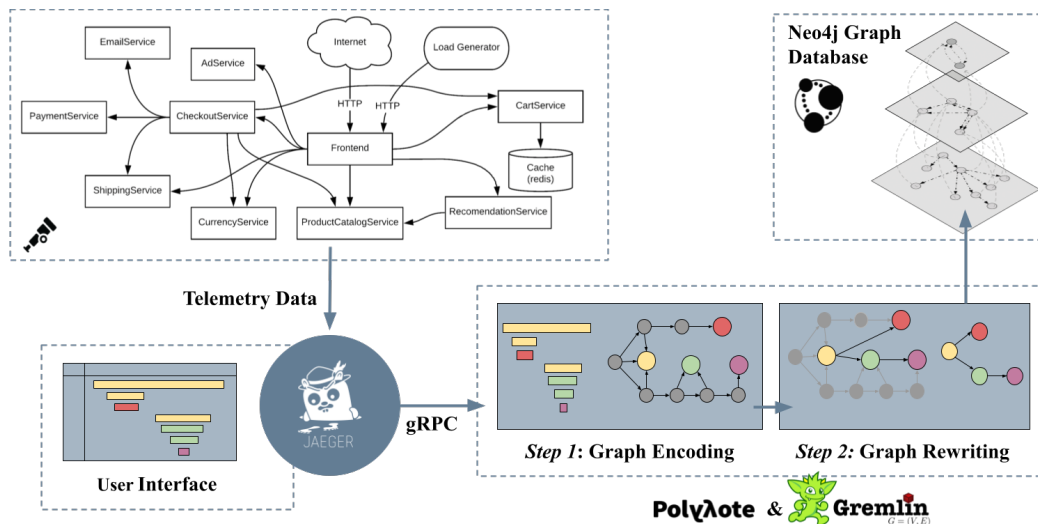 EmailService
AdService
Internet
Load Generator
HTTP
HTTP
PaymentService
CheckoutService
CartService
Frontend
Cache
(redis)
ShippingService
CurrencyService
ProductCatalogService
RecomendationService
Neo4j Graph
Database
Telemetry Data
JAEGER
gRPC
User Interface
Step 1: Graph Encoding
Step 2: Graph Rewriting
Polyλote & Gremlin
G = (V, E)